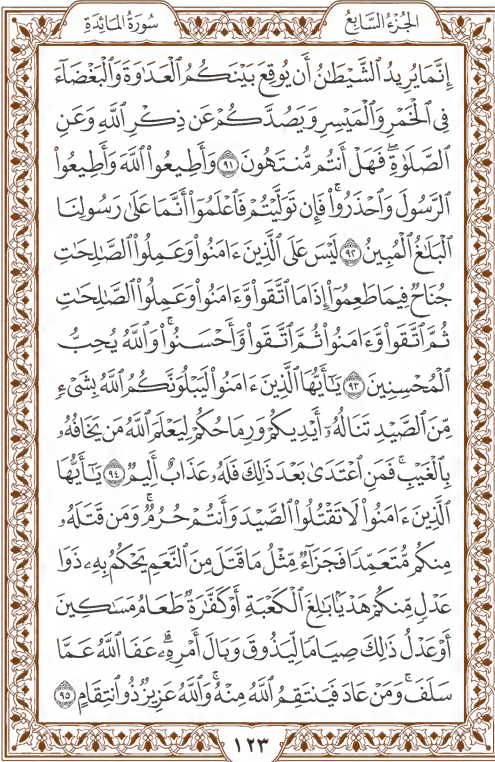 الجزء السابع
سورة المائدة
إِنَّمَا يُرِيدُ الشَّيْطَٰنُ أَن يُوقِعَ بَيْنَكُمُ الْعَدَٰوَةَ وَالْبَغْضَآءَ
فِى الْخَمْرِ وَالْمَيْسِرِ وَيَصُدَّكُمْ عَن ذِكْرِ اللَّهِ وَعَنِ
الصَّلَوٰةِ ۖ فَهَلْ أَنتُم مُّنتَهُونَ ٩١ وَأَطِيعُوا۟ اللَّهَ وَأَطِيعُوا۟
الرَّسُولَ وَاحْذَرُوا۟ ۚ فَإِن تَوَلَّيْتُمْ فَاعْلَمُوٓا۟ أَنَّمَا عَلَىٰ رَسُولِنَا
الْبَلَٰغُ الْمُبِينُ ٩٢ لَيْسَ عَلَى الَّذِينَ ءَامَنُوا۟ وَعَمِلُوا۟ الصَّٰلِحَٰتِ
جُنَاحٌ فِيمَا طَعِمُوٓا۟ إِذَا مَا اتَّقَوا۟ وَّءَامَنُوا۟ وَعَمِلُوا۟ الصَّٰلِحَٰتِ
ثُمَّ اتَّقَوا۟ وَّءَامَنُوا۟ ثُمَّ اتَّقَوا۟ وَّأَحْسَنُوا۟ ۗ وَاللَّهُ يُحِبُّ
الْمُحْسِنِينَ ٩٣ يَٰٓأَيُّهَا الَّذِينَ ءَامَنُوا۟ لَيَبْلُوَنَّكُمُ اللَّهُ بِشَىْءٍ
مِّنَ الصَّيْدِ تَنَالُهُۥٓ أَيْدِيكُمْ وَرِمَاحُكُمْ لِيَعْلَمَ اللَّهُ مَن يَخَافُهُۥ
بِالْغَيْبِ ۚ فَمَنِ اعْتَدَىٰ بَعْدَ ذَٰلِكَ فَلَهُۥ عَذَابٌ أَلِيمٌ ٩٤ يَٰٓأَيُّهَا
الَّذِينَ ءَامَنُوا۟ لَا تَقْتُلُوا۟ الصَّيْدَ وَأَنتُمْ حُرُمٌ ۚ وَمَن قَتَلَهُۥ
مِنكُم مُّتَعَمِّدًا فَجَزَآءٌ مِّثْلُ مَا قَتَلَ مِنَ النَّعَمِ يَحْكُمُ بِهِۦ ذَوَا
عَدْلٍ مِّنكُمْ هَدْيًۢا بَٰلِغَ الْكَعْبَةِ أَوْ كَفَّٰرَةٌ طَعَامُ مَسَٰكِينَ
أَوْ عَدْلُ ذَٰلِكَ صِيَامًا لِّيَذُوقَ وَبَالَ أَمْرِهِۦ ۗ عَفَا اللَّهُ عَمَّا
سَلَفَ ۚ وَمَنْ عَادَ فَيَنتَقِمُ اللَّهُ مِنْهُ ۗ وَاللَّهُ عَزِيزٌ ذُو انتِقَامٍ ٩٥
١٢٣